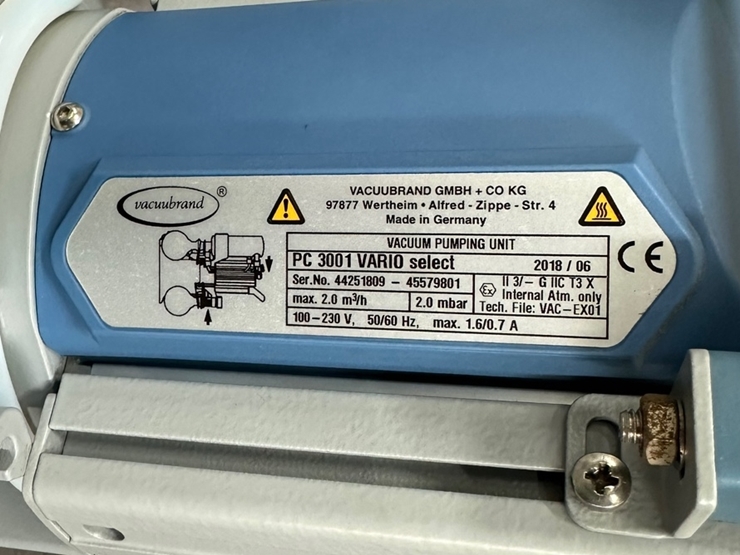 vacuubrand ®
VACUUBRAND GMBH + CO KG
97877 Wertheim • Alfred - Zippe - Str. 4
Made in Germany
VACUUM PUMPING UNIT
PC 3001 VARIO select 2018 / 06
Ser.No. 44251809 - 45579801
max. 2.0 m³/h 2.0 mbar
Ex II 3/- G IIC T3 X
Internal Atm. only
Tech. File: VAC-EX01
100-230 V, 50/60 Hz, max. 1.6/0.7 A
CE